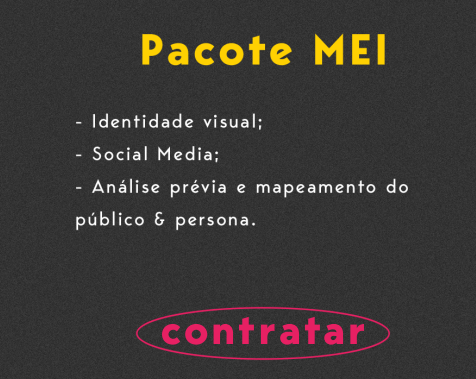 Pacote MEI
- Identidade visual;
- Social Media;
- Análise prévia e mapeamento do
público & persona.
contratar